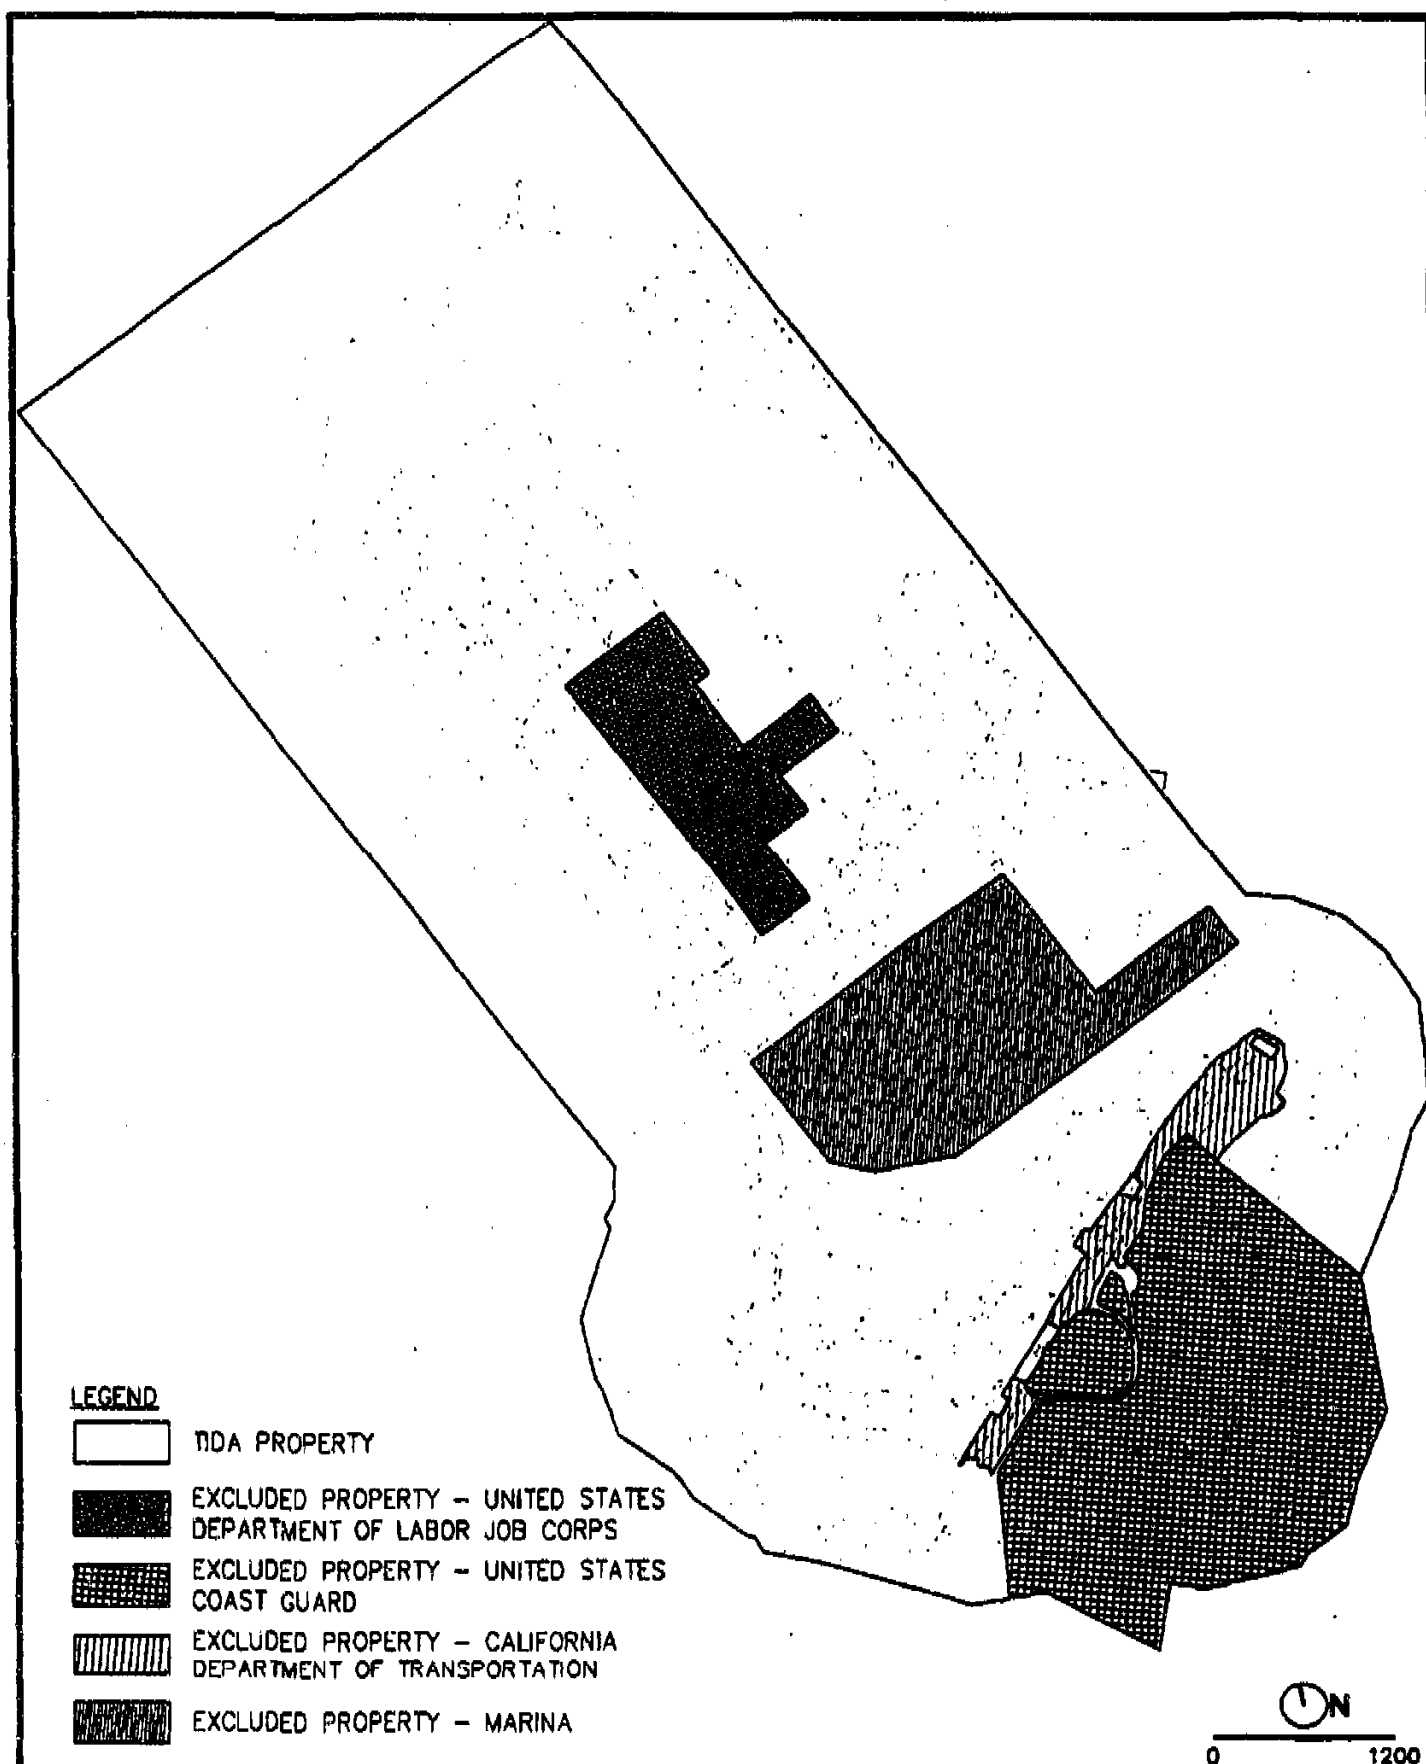 LEGEND
TIDA PROPERTY
EXCLUDED PROPERTY – UNITED STATES
DEPARTMENT OF LABOR JOB CORPS
EXCLUDED PROPERTY – UNITED STATES
COAST GUARD
EXCLUDED PROPERTY – CALIFORNIA
DEPARTMENT OF TRANSPORTATION
EXCLUDED PROPERTY – MARINA
N
0 1200